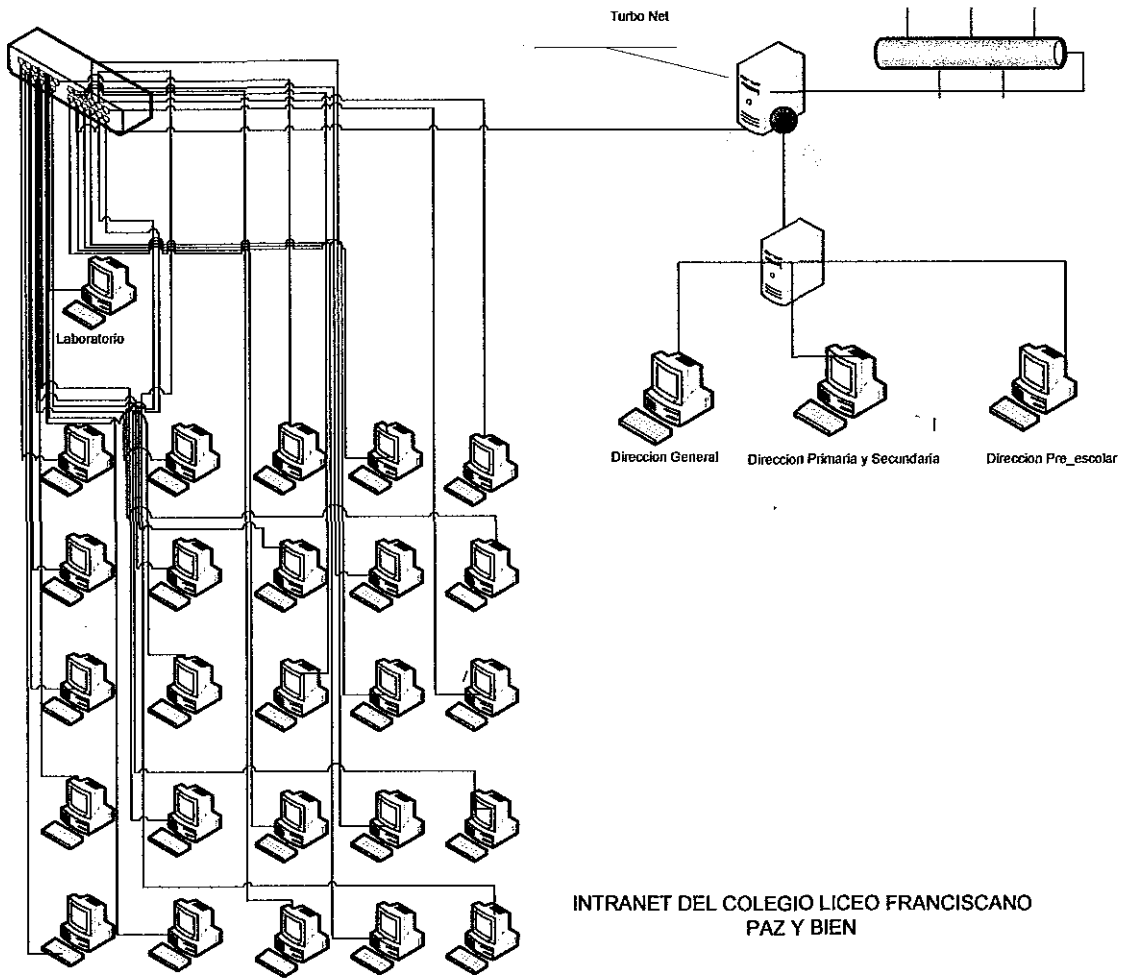 Turbo Net
Laboratorio
Direccion General
Direccion Primaria y Secundaria
Direccion Pre_escolar
INTRANET DEL COLEGIO LICEO FRANCISCANO
PAZ Y BIEN